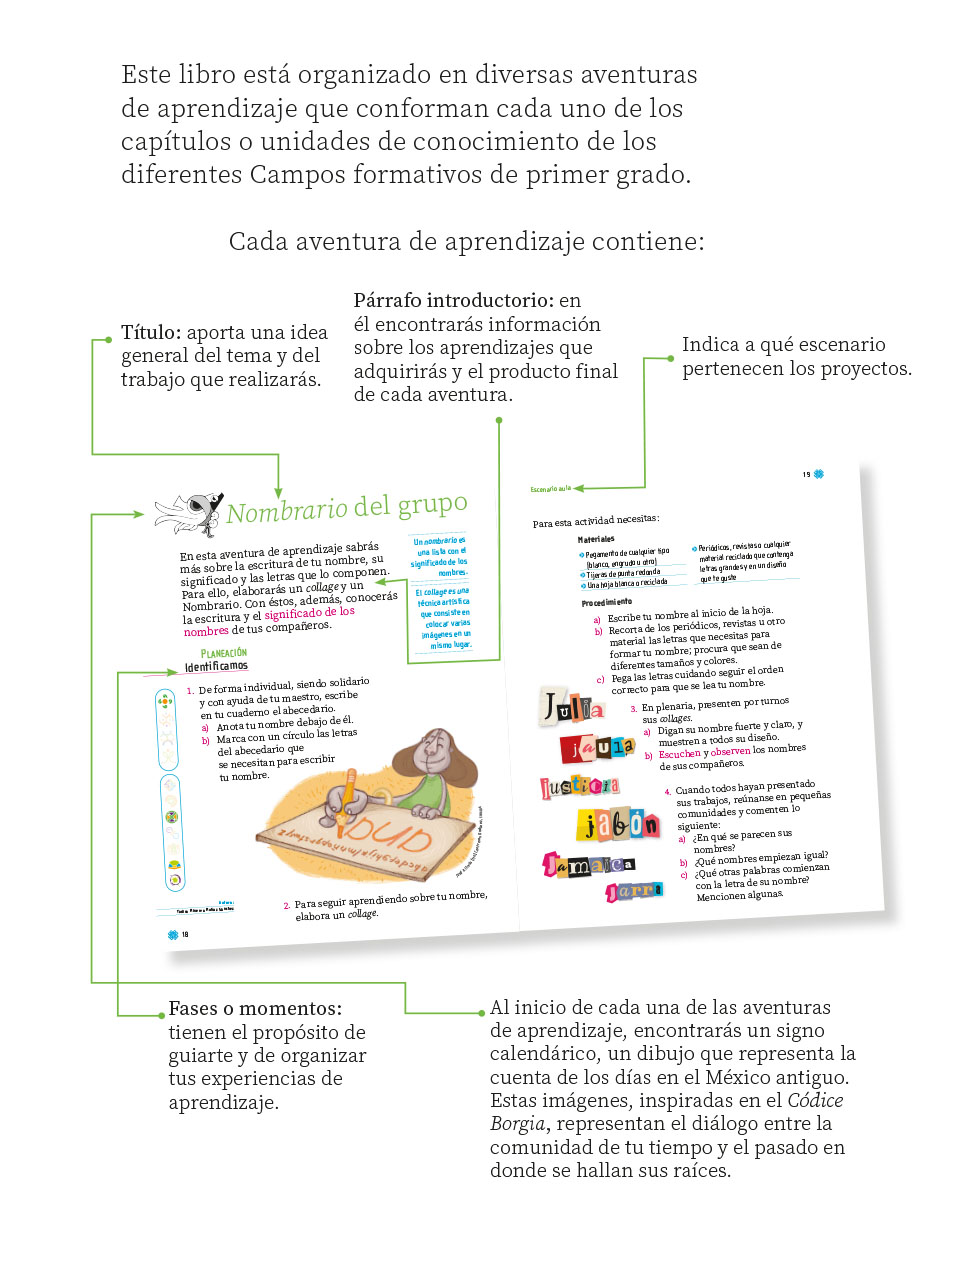 Este libro está organizado en diversas aventuras
de aprendizaje que conforman cada uno de los
capítulos o unidades de conocimiento de los
diferentes Campos formativos de primer grado.
Cada aventura de aprendizaje contiene:
Título: aporta una idea
general del tema y del
trabajo que realizarás.
Párrafo introductorio: en
él encontrarás información
sobre los aprendizajes que
adquirirás y el producto final
de cada aventura.
Indica a qué escenario
pertenecen los proyectos.
Nombrario del grupo
En esta aventura de aprendizaje sabrás
más sobre la escritura de tu nombre, su
significado y las letras que lo componen.
Para ello, elaborarás un collage y un
Nombrario. Con éstos, además, conocerás
la escritura y el significado de los
nombres de tus compañeros.
Un nombrario es
una lista con el
significado de los
nombres.
El collage es una
técnica artística
que consiste en
colocar varias
imágenes en un
mismo lugar.
PLANEACIÓN
Identificamos
1. De forma individual, siendo solidario
y con ayuda de tu maestro, escribe
en tu cuaderno el abecedario.
a) Anota tu nombre debajo de él.
b) Marca con un círculo las letras
del abecedario que
se necesitan para escribir
tu nombre.
ana
2. Para seguir aprendiendo sobre tu nombre,
elabora un collage.
18
19
Escenario aula
Para esta actividad necesitas:
Materiales
Pegamento de cualquier tipo
(blanco, engrudo u otro)
Tijeras de punta redonda
Una hoja blanca o reciclada
Periódicos, revistas o cualquier
material reciclado que contenga
letras grandes y en un diseño
que te guste
Procedimiento
a) Escribe tu nombre al inicio de la hoja.
b) Recorta de los periódicos, revistas u otro
material las letras que necesitas para
formar tu nombre; procura que sean de
diferentes tamaños y colores.
c) Pega las letras cuidando seguir el orden
correcto para que se lea tu nombre.
Julia
jaula
justicia
jabón
Jamaica
jarra
3. En plenaria, presenten por turnos
sus collages.
a) Digan su nombre fuerte y claro, y
muestren a todos su diseño.
b) Escuchen y observen los nombres
de sus compañeros.
4. Cuando todos hayan presentado
sus trabajos, reúnanse en pequeñas
comunidades y comenten lo
siguiente:
a) ¿En qué se parecen sus
nombres?
b) ¿Qué nombres empiezan igual?
c) ¿Qué otras palabras comienzan
con la letra de su nombre?
Mencionen algunas.
Fases o momentos:
tienen el propósito de
guiarte y de organizar
tus experiencias de
aprendizaje.
Al inicio de cada una de las aventuras
de aprendizaje, encontrarás un signo
calendárico, un dibujo que representa la
cuenta de los días en el México antiguo.
Estas imágenes, inspiradas en el Códice
Borgia, representan el diálogo entre la
comunidad de tu tiempo y el pasado en
donde se hallan sus raíces.